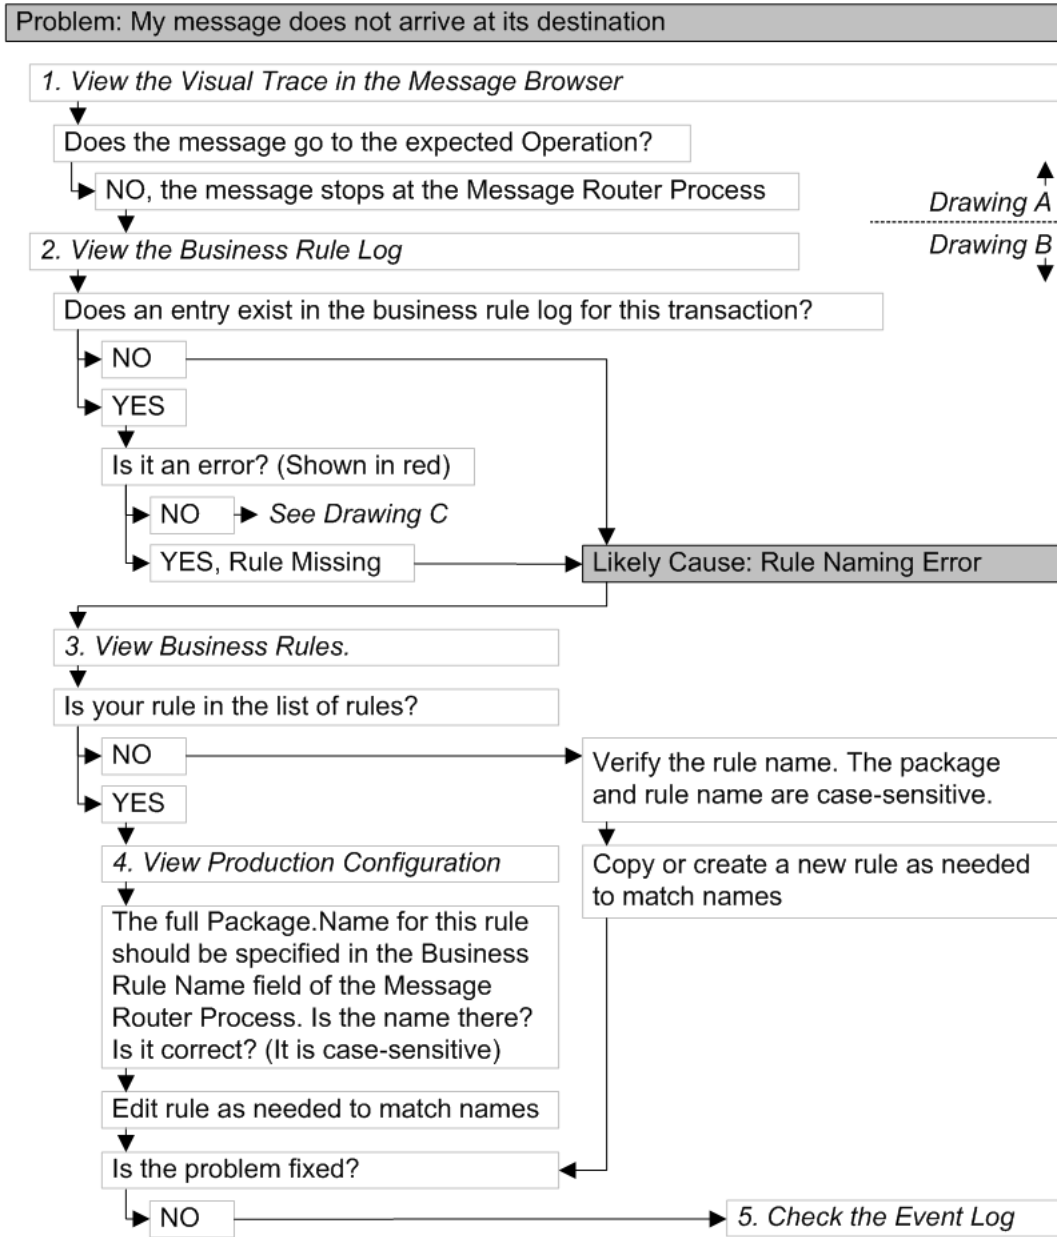 Problem: My message does not arrive at its destination
1. View the Visual Trace in the Message Browser
Does the message go to the expected Operation?
NO, the message stops at the Message Router Process
Drawing A
2. View the Business Rule Log
Drawing B
Does an entry exist in the business rule log for this transaction?
NO
YES
Is it an error? (Shown in red)
NO
See Drawing C
YES, Rule Missing
Likely Cause: Rule Naming Error
3. View Business Rules.
Is your rule in the list of rules?
NO
Verify the rule name. The package
and rule name are case-sensitive.
YES
4. View Production Configuration
Copy or create a new rule as needed
to match names
The full Package.Name for this rule
should be specified in the Business
Rule Name field of the Message
Router Process. Is the name there?
Is it correct? (It is case-sensitive)
Edit rule as needed to match names
Is the problem fixed?
NO
5. Check the Event Log